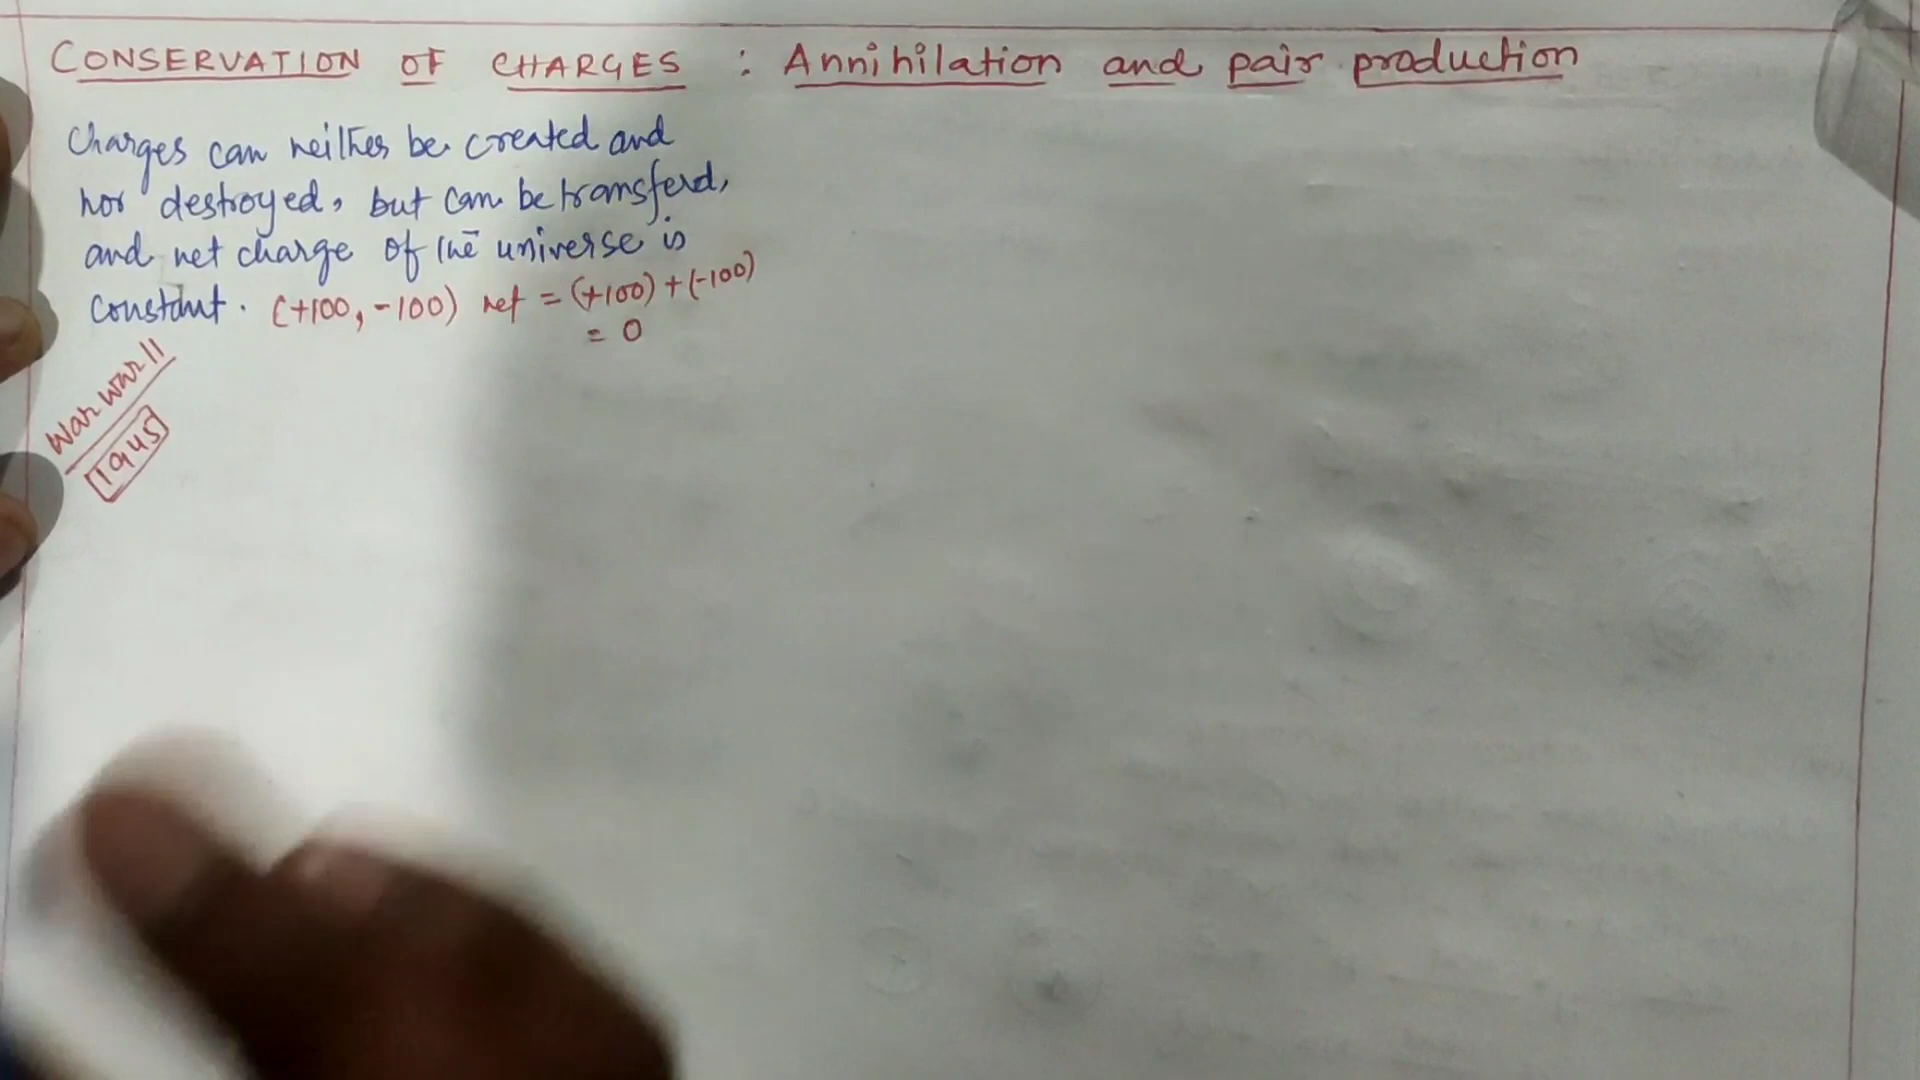 CONSERVATION OF CHARGES : Annihilation and pair production
Charges can neither be created and
nor destroyed, but can be transferd,
and net charge of the universe is
constant. (+100, -100) net = (+100) + (-100)
= 0
War War II
1945